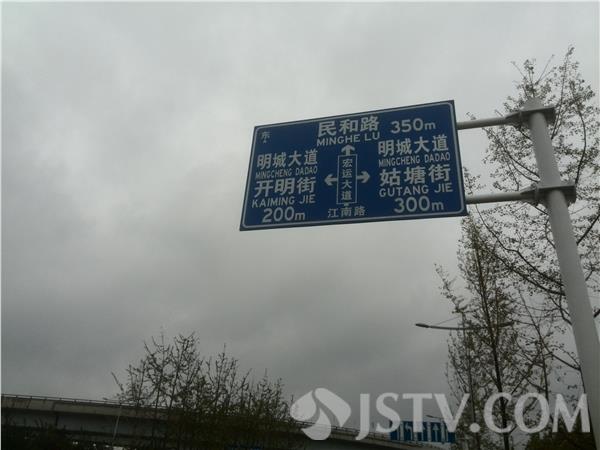 东
民和路 350m
MINGHE LU
明城大道
MINGCHENG DADAO
开明街
KAIMING JIE
200m
宏运大道
江南路
明城大道
MINGCHENG DADAO
姑塘街
GUTANG JIE
300m
JSTV.COM